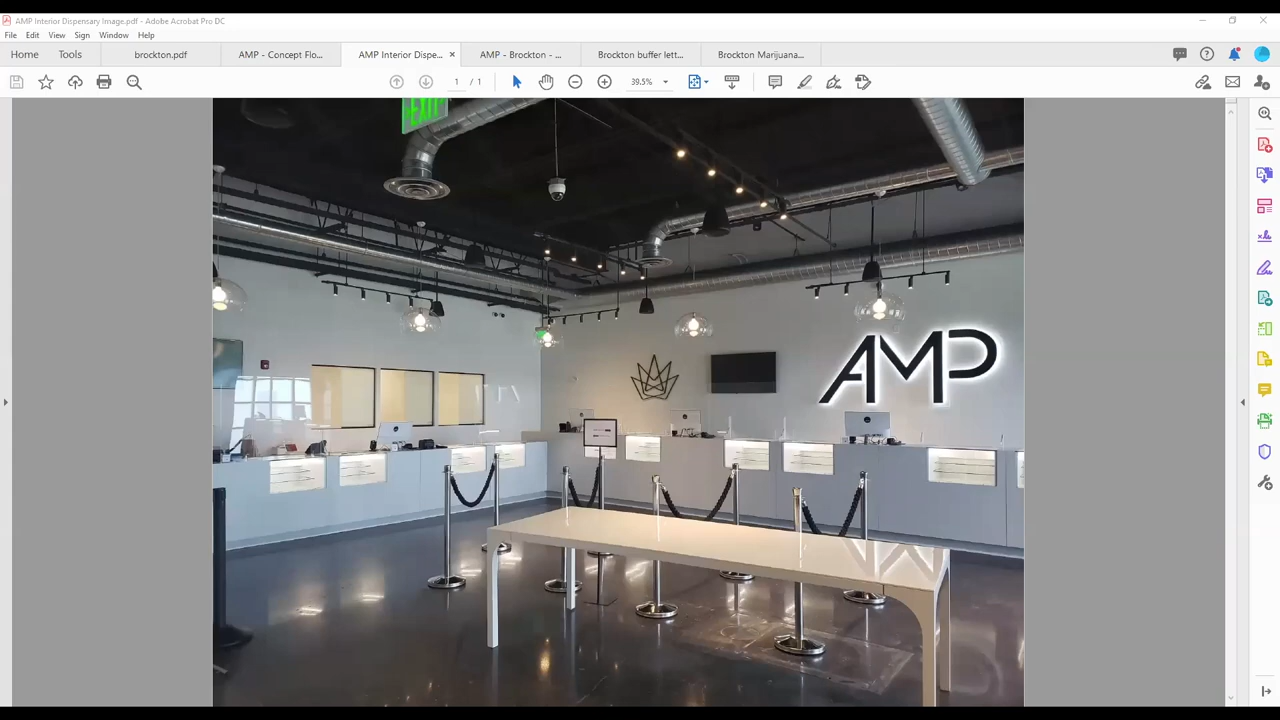 AMP Interior Dispensary Image.pdf - Adobe Acrobat Pro DC
File Edit View Sign Window Help
Home Tools brockton.pdf AMP - Concept Flo... AMP Interior Dispe... × AMP - Brockton - ... Brockton buffer lett... Brockton Marijuana...
1 / 1 39.5%
EXIT
AMP